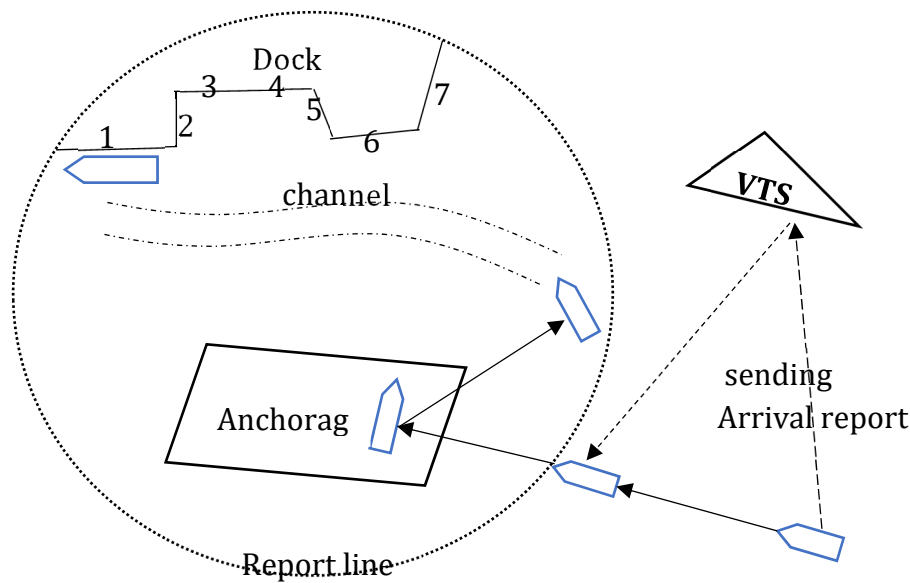 Dock
3 4
5 7
1 2
6
channel
VTS
sending
Arrival report
Anchorag
Report line